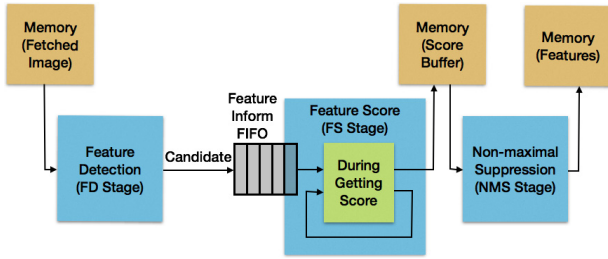 Memory
(Fetched
Image)
Feature
Detection
(FD Stage)
Candidate
Feature
Inform
FIFO
Feature Score
(FS Stage)
During
Getting
Score
Memory
(Score
Buffer)
Non-maximal
Suppression
(NMS Stage)
Memory
(Features)